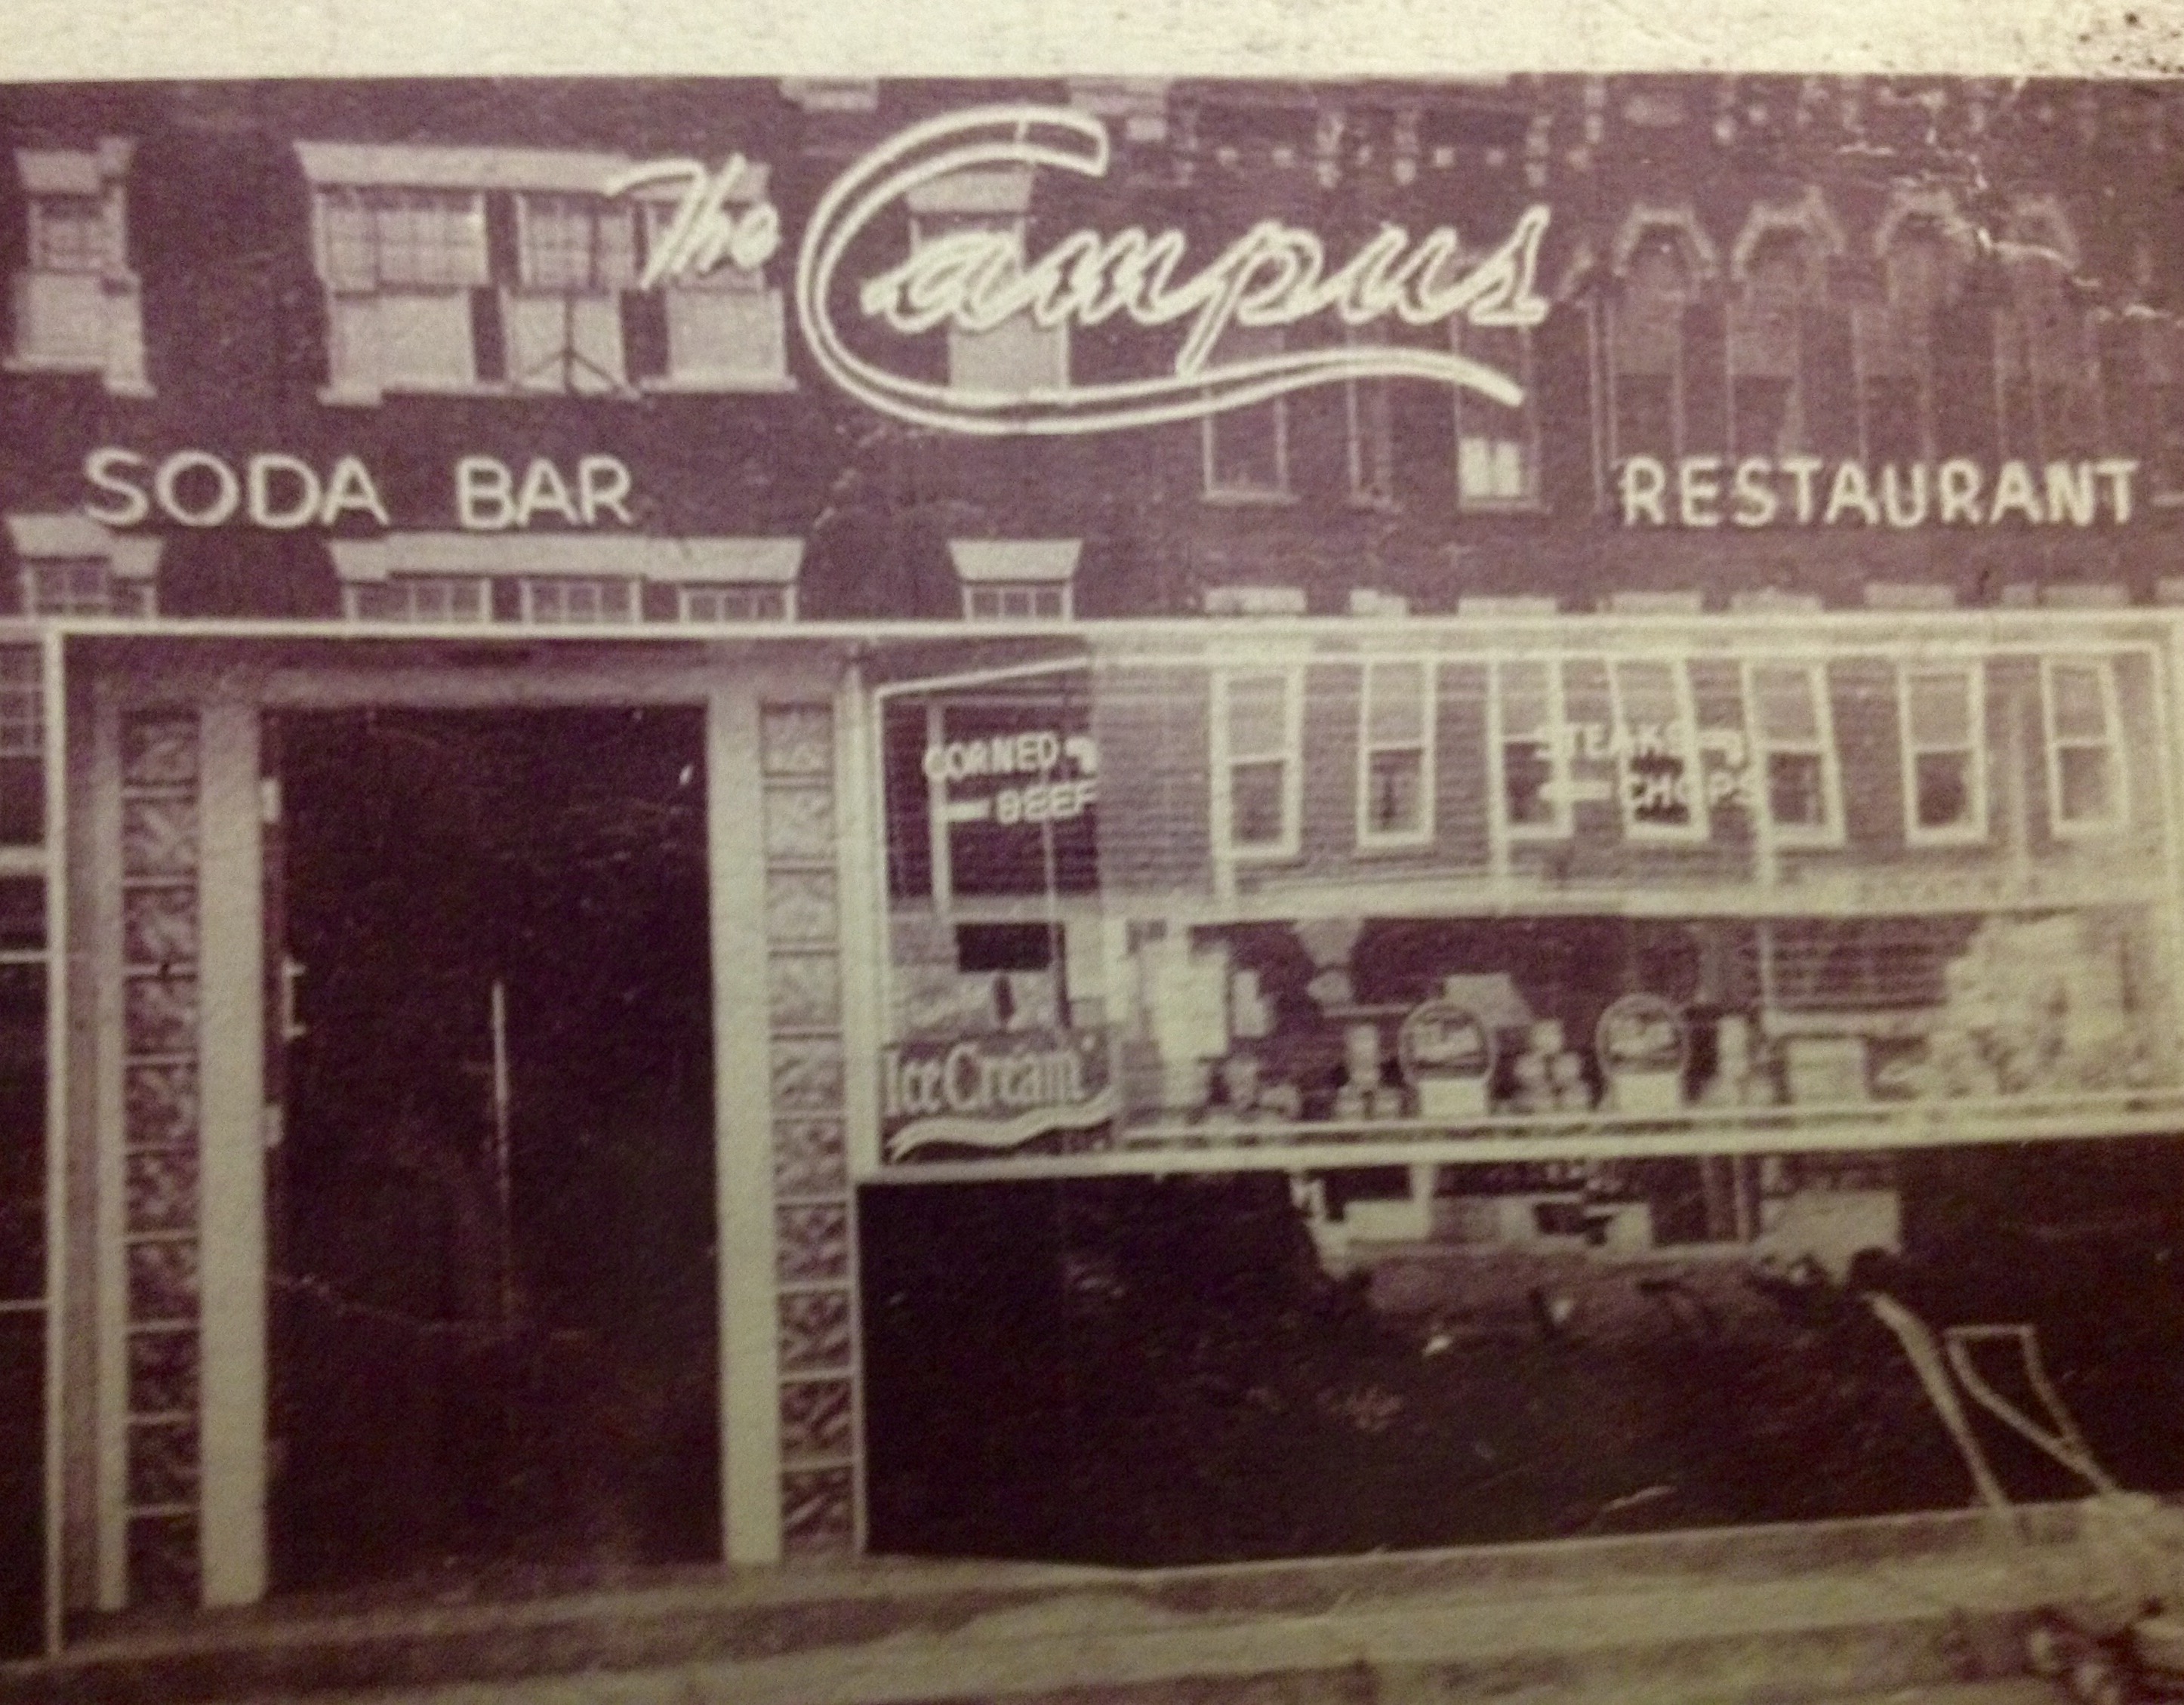 The Campus
SODA BAR
RESTAURANT
CORNED
BEEF
STEAKS
CHOPS
Ice Cream